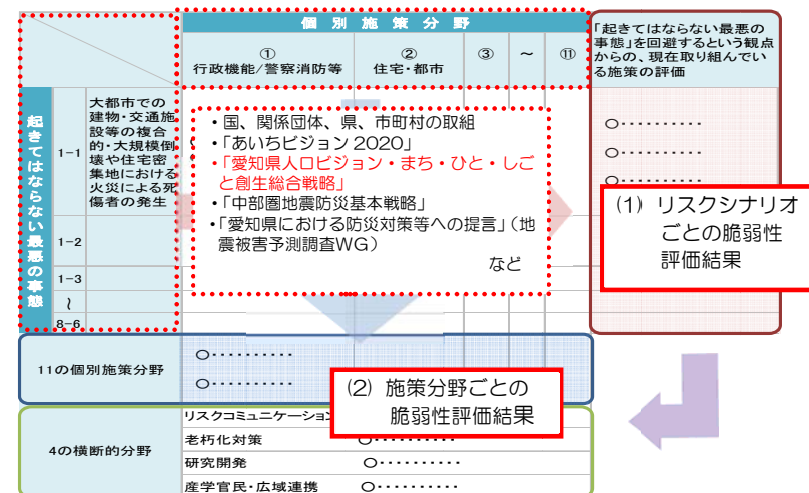 個別施策分野
①
行政機能/警察消防等
②
住宅・都市
③
～
⑪
「起きてはならない最悪の
事態」を回避するという観点
からの、現在取り組んでい
る施策の評価
起きてはならない最悪の事態
1-1
大都市での
建物・交通施
設等の複合
的・大規模倒
壊や住宅密
集地における
火災による死
傷者の発生
1-2
1-3
～
8-6
・国、関係団体、県、市町村の取組
・「あいちビジョン 2020」
・「愛知県人口ビジョン・まち・ひと・しご
と創生総合戦略」
・「中部圏地震防災基本戦略」
・「愛知県における防災対策等への提言」（地
震被害予測調査WG）
など
○・・・・・・・・・
○・・・・・・・・・
○・・・・・・・・・
(1) リスクシナリオ
ごとの脆弱性
評価結果
11の個別施策分野
○・・・・・・・・・・
○・・・・・・・・・・
(2) 施策分野ごとの
脆弱性評価結果
4の横断的分野
リスクコミュニケーション
老朽化対策
○・・・・・・・・・・
研究開発
○・・・・・・・・・・
産学官民・広域連携
○・・・・・・・・・・